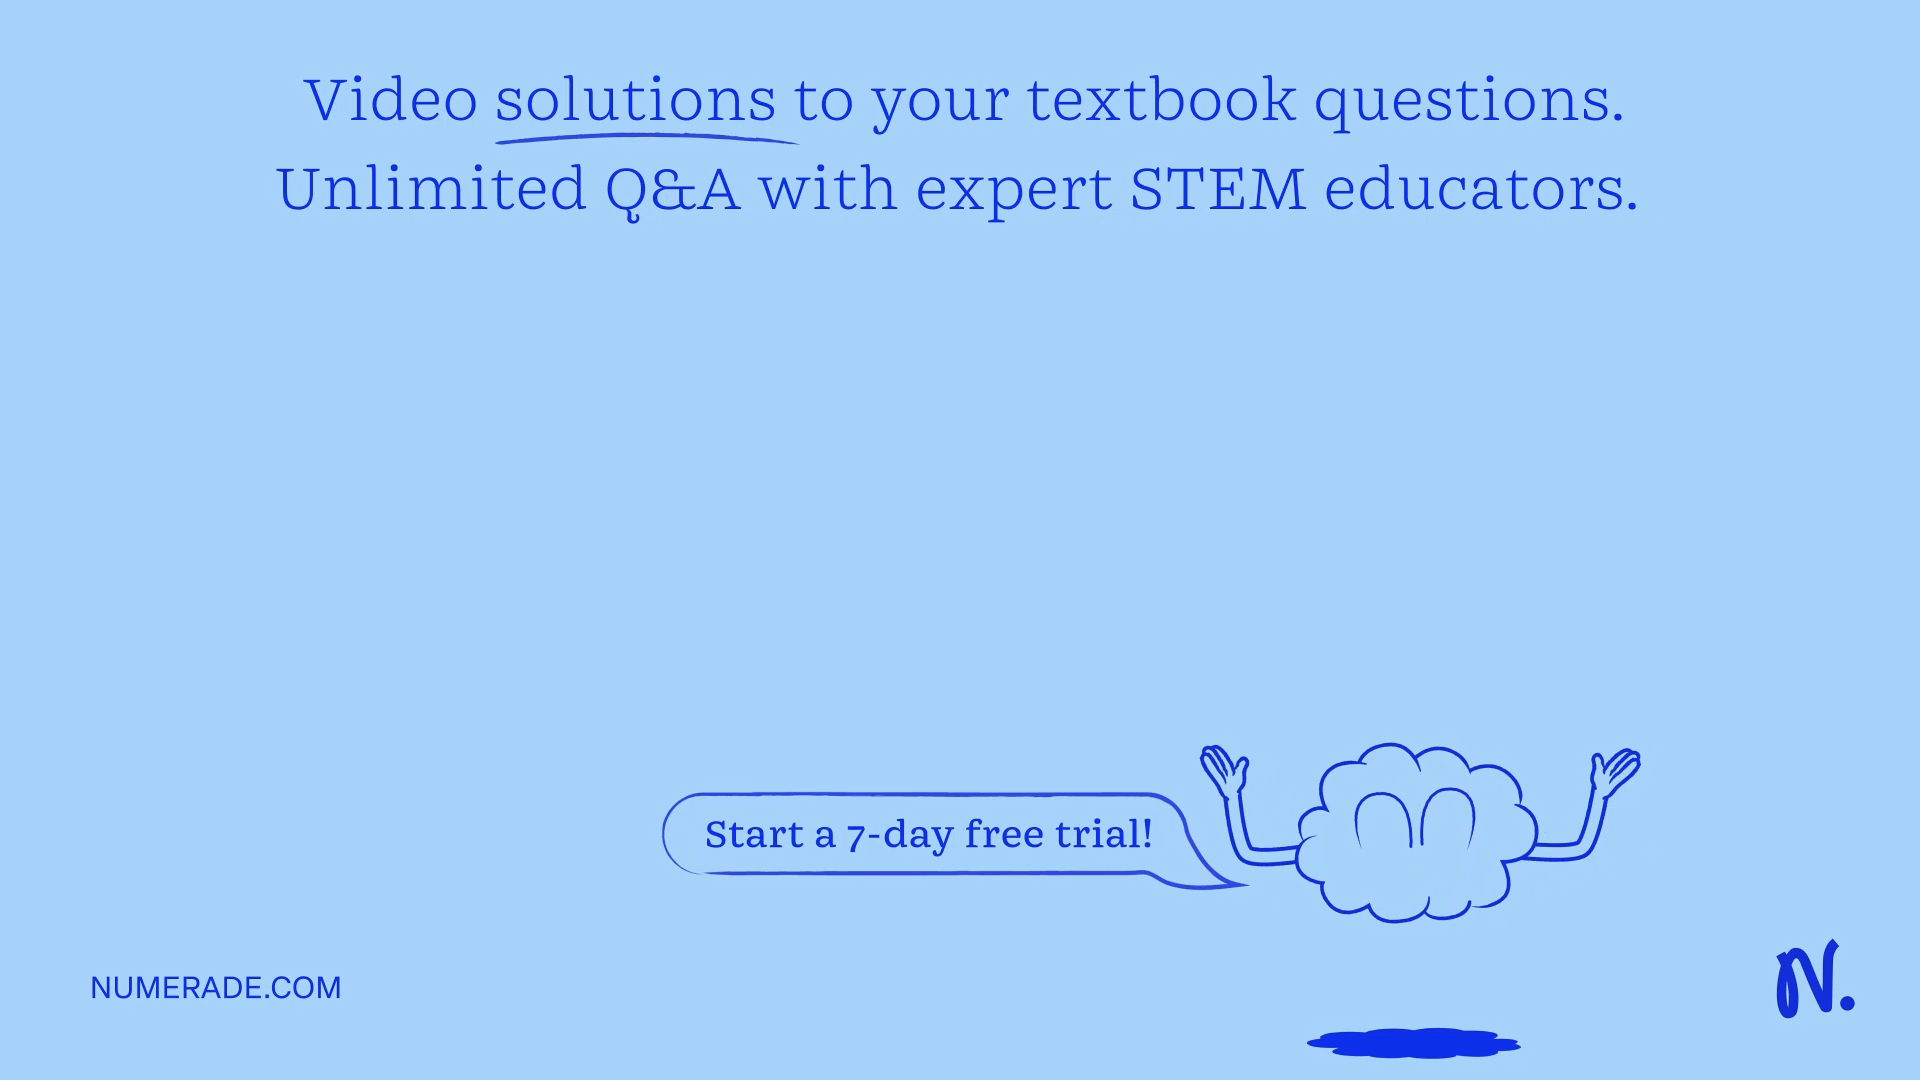 Video solutions to your textbook questions.
Unlimited Q&A with expert STEM educators.
Start a 7-day free trial!
NUMERADE.COM
N.